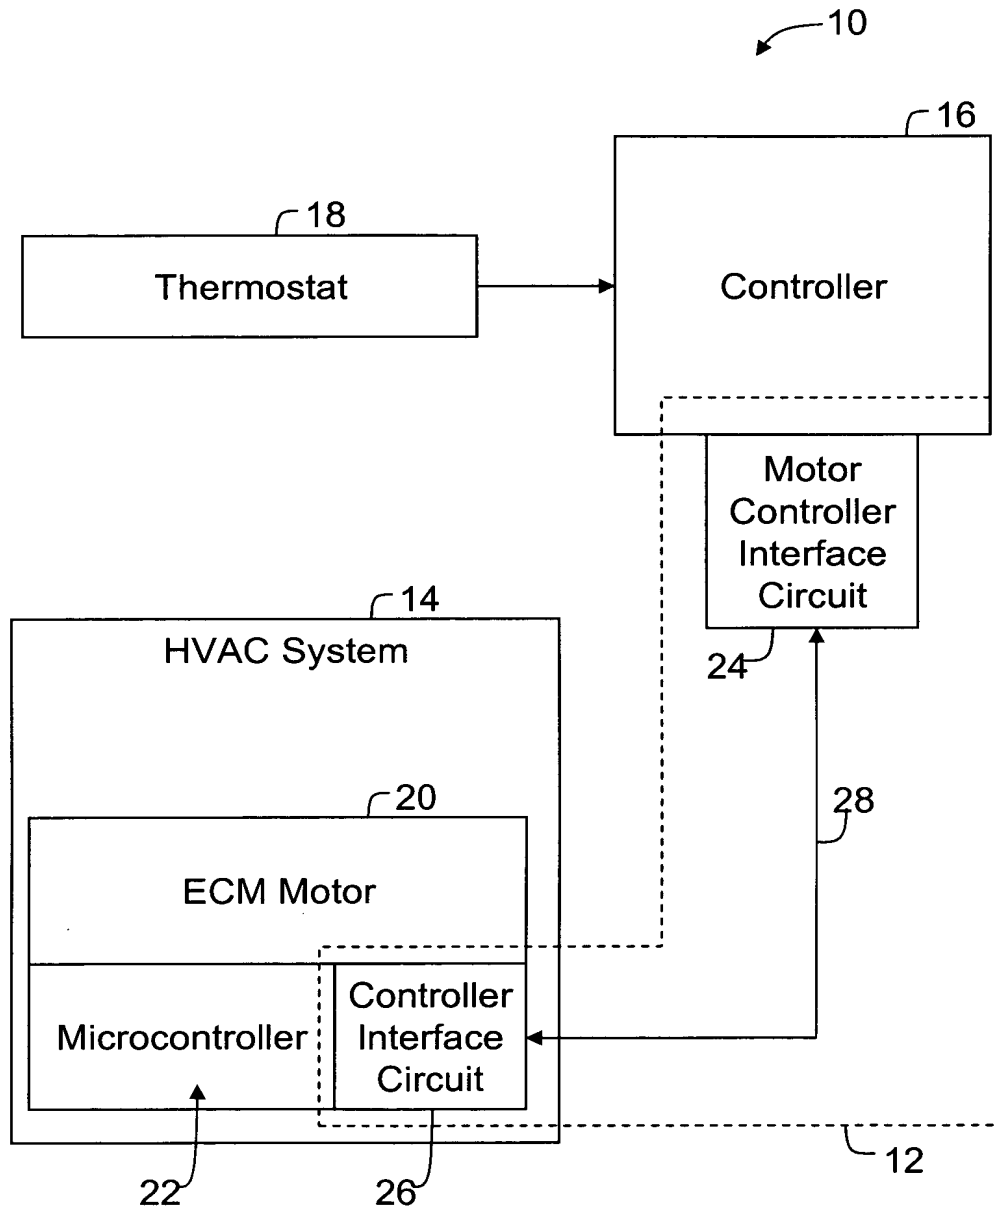 10
16
18
Thermostat
Controller
Motor
Controller
Interface
Circuit
14
HVAC System
24
20
28
ECM Motor
Controller
Interface
Circuit
Microcontroller
12
22
26